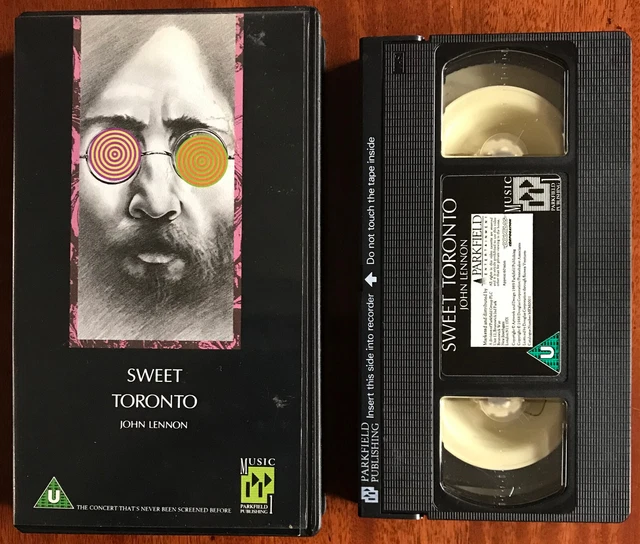 SWEET
TORONTO
JOHN LENNON
U
THE CONCERT THAT'S NEVER BEEN SCREENED BEFORE
MUSIC
PARKFIELD
PUBLISHING
PARKFIELD
PUBLISHING
Insert this side into recorder
Do not touch the tape inside
SWEET TORONTO
JOHN LENNON
PARKFIELD
ENTERTAINMENT
MUSIC
PARKFIELD
PUBLISHING
U